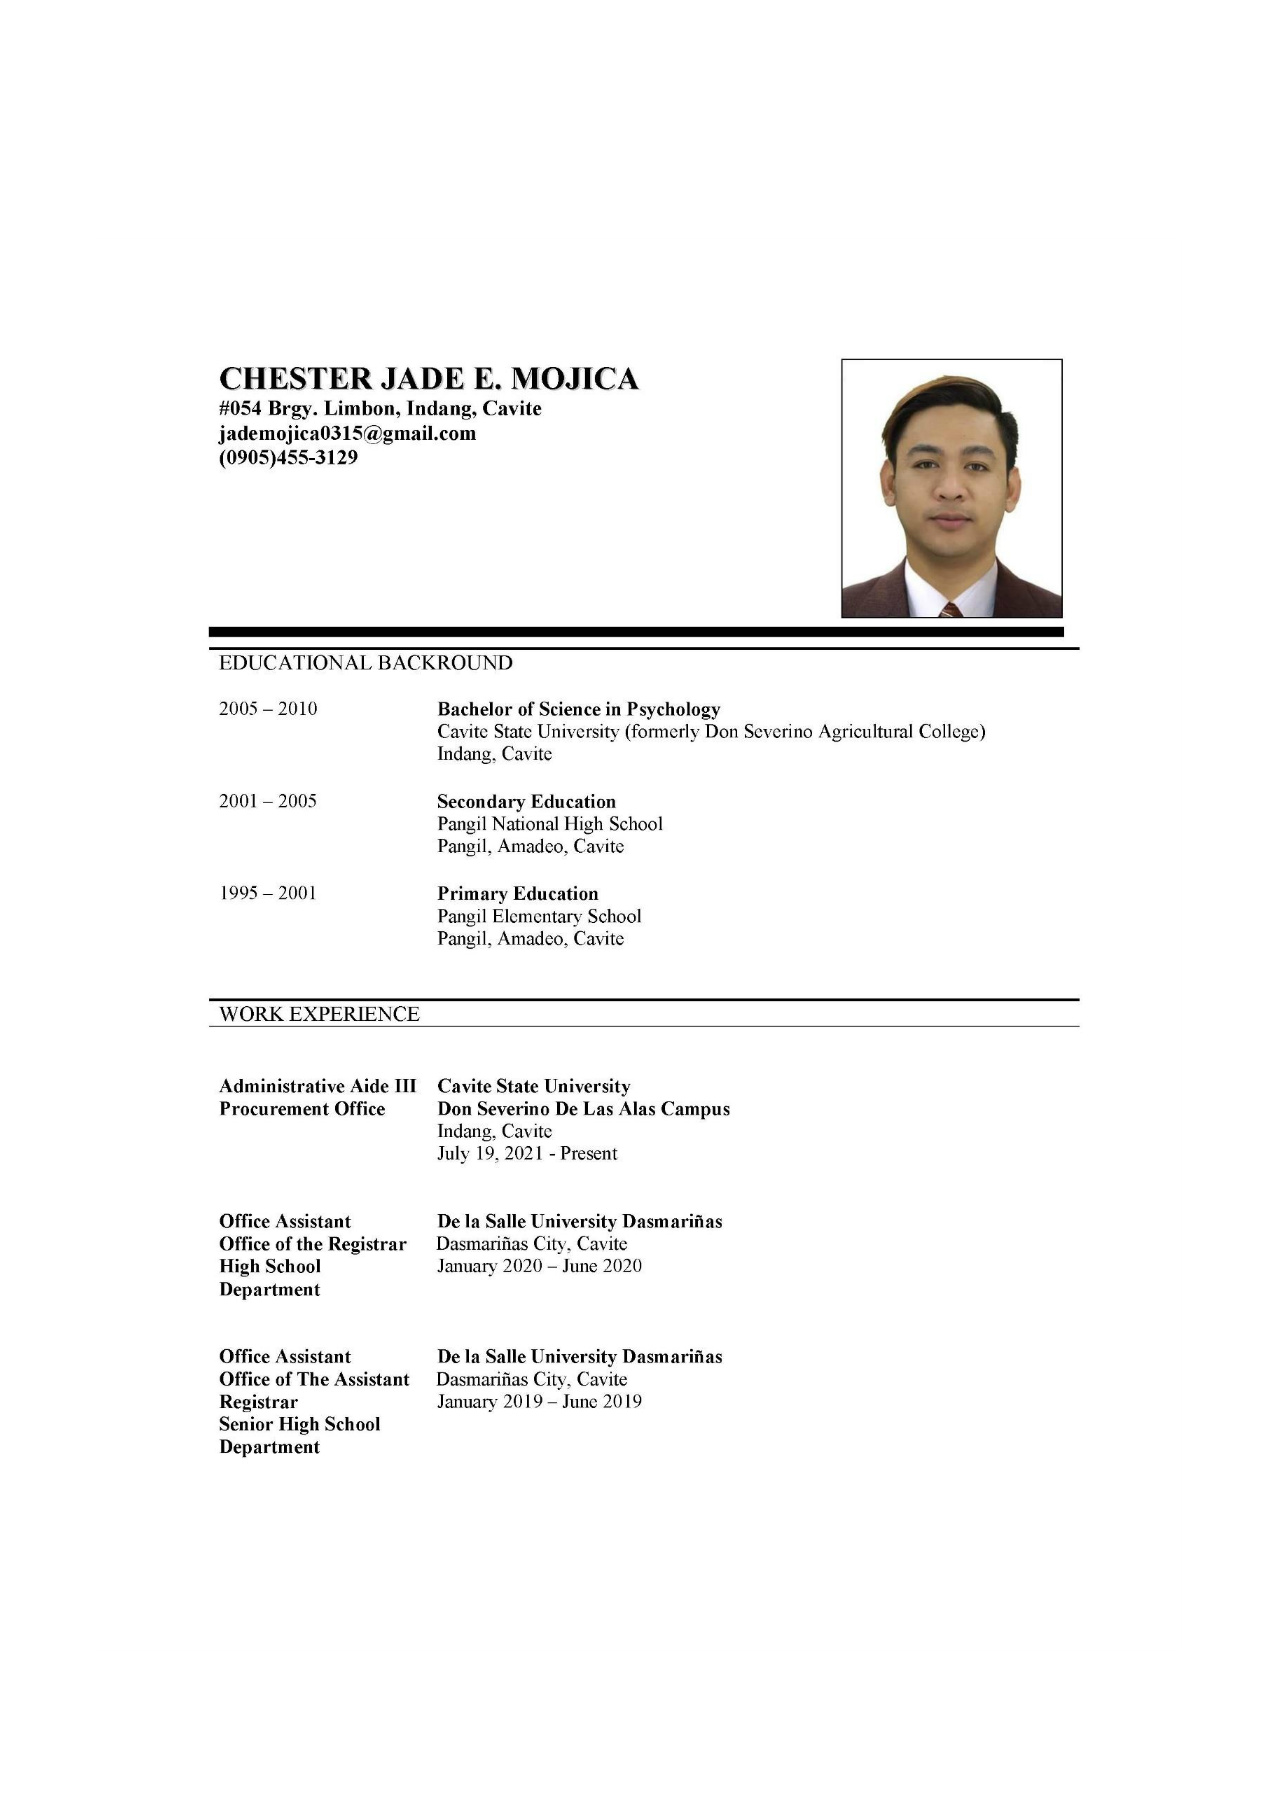 CHESTER JADE E. MOJICA
#054 Brgy. Limbon, Indang, Cavite
jademojica0315@gmail.com
(0905)455-3129
EDUCATIONAL BACKROUND
2005 – 2010 Bachelor of Science in Psychology
Cavite State University (formerly Don Severino Agricultural College)
Indang, Cavite
2001 – 2005 Secondary Education
Pangil National High School
Pangil, Amadeo, Cavite
1995 – 2001 Primary Education
Pangil Elementary School
Pangil, Amadeo, Cavite
WORK EXPERIENCE
Administrative Aide III Cavite State University
Procurement Office Don Severino De Las Alas Campus
Indang, Cavite
July 19, 2021 - Present
Office Assistant De la Salle University Dasmariñas
Office of the Registrar Dasmariñas City, Cavite
High School January 2020 – June 2020
Department
Office Assistant De la Salle University Dasmariñas
Office of The Assistant Dasmariñas City, Cavite
Registrar January 2019 – June 2019
Senior High School
Department